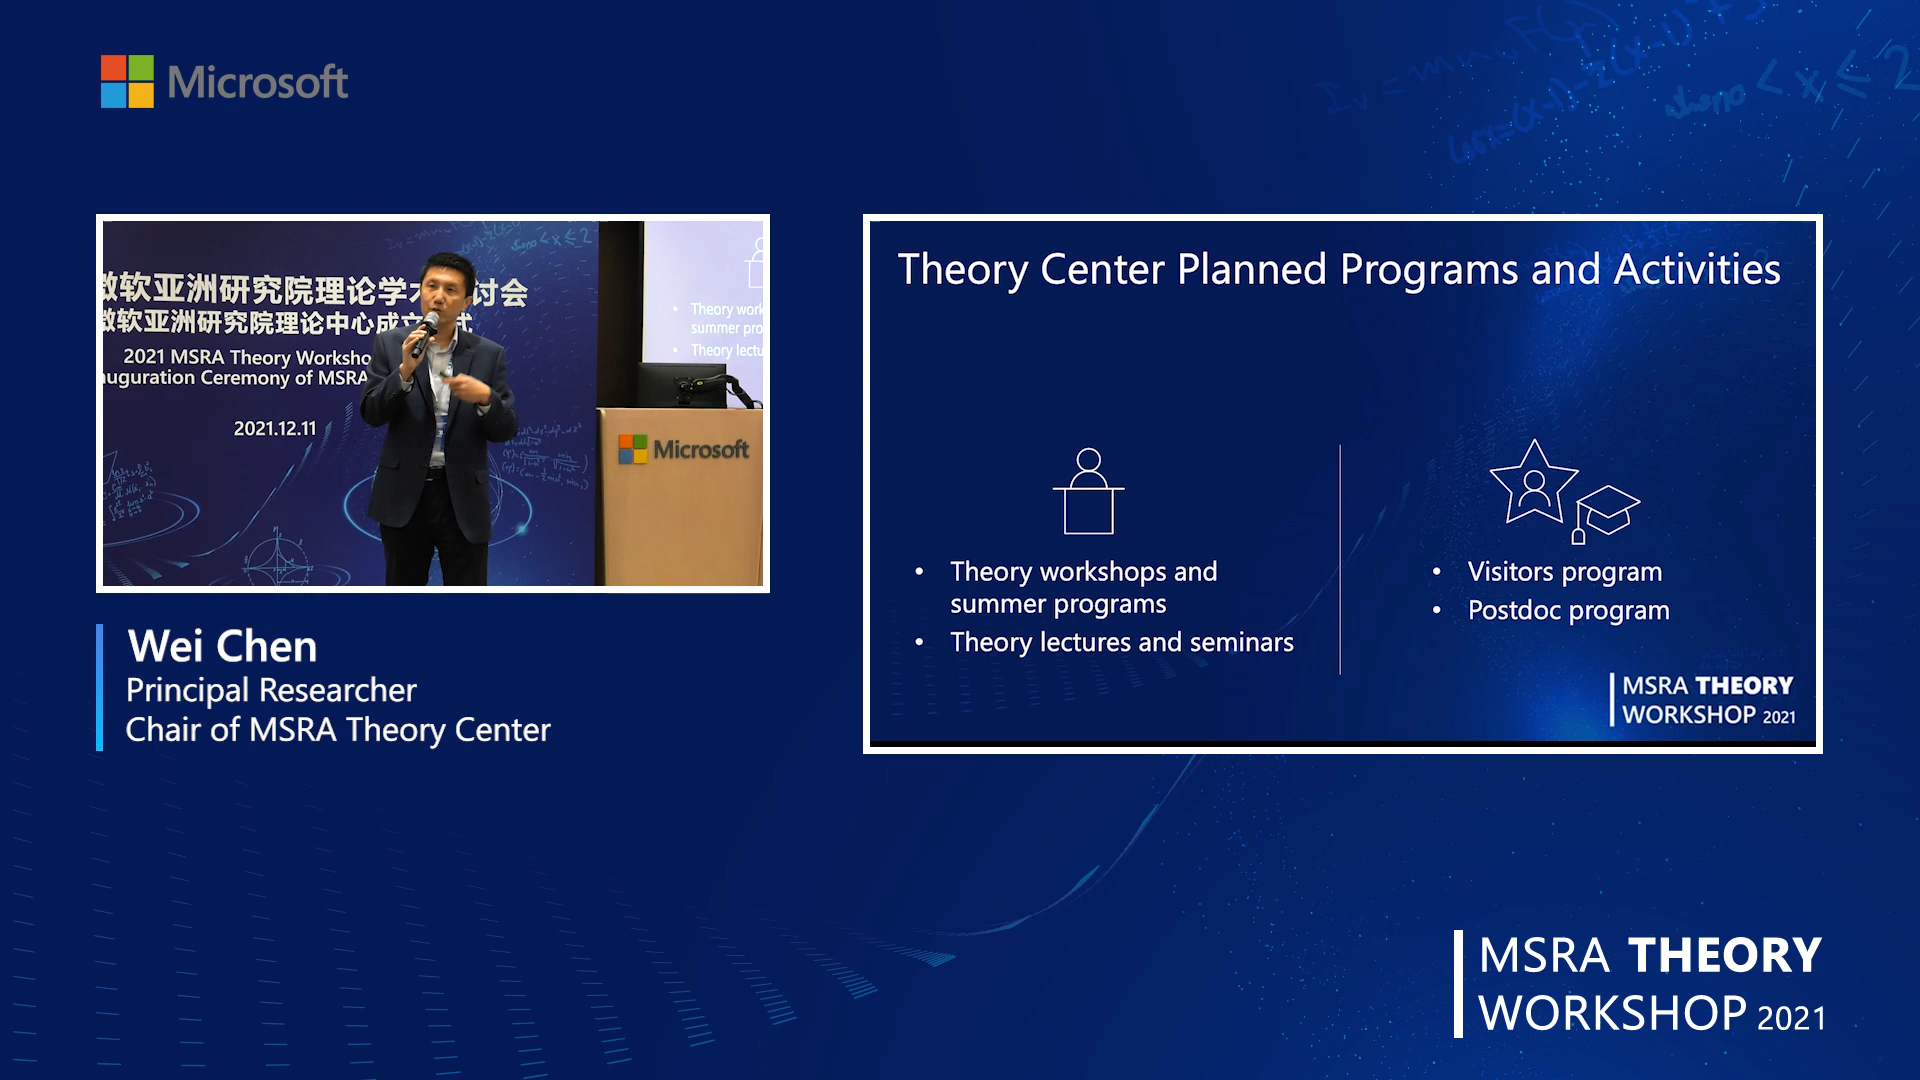 Microsoft
软亚洲研究院理论学
讨会
软亚洲研究院理论中心成立
式
2021 MSRA Theory Worksho
uguration Ceremony of MSRA
2021.12.11
Theory work
summer pro
Theory lectu
Microsoft
Wei Chen
Principal Researcher
Chair of MSRA Theory Center
Theory Center Planned Programs and Activities
• Theory workshops and
summer programs
• Theory lectures and seminars
• Visitors program
• Postdoc program
MSRA THEORY
WORKSHOP 2021
MSRA THEORY
WORKSHOP 2021